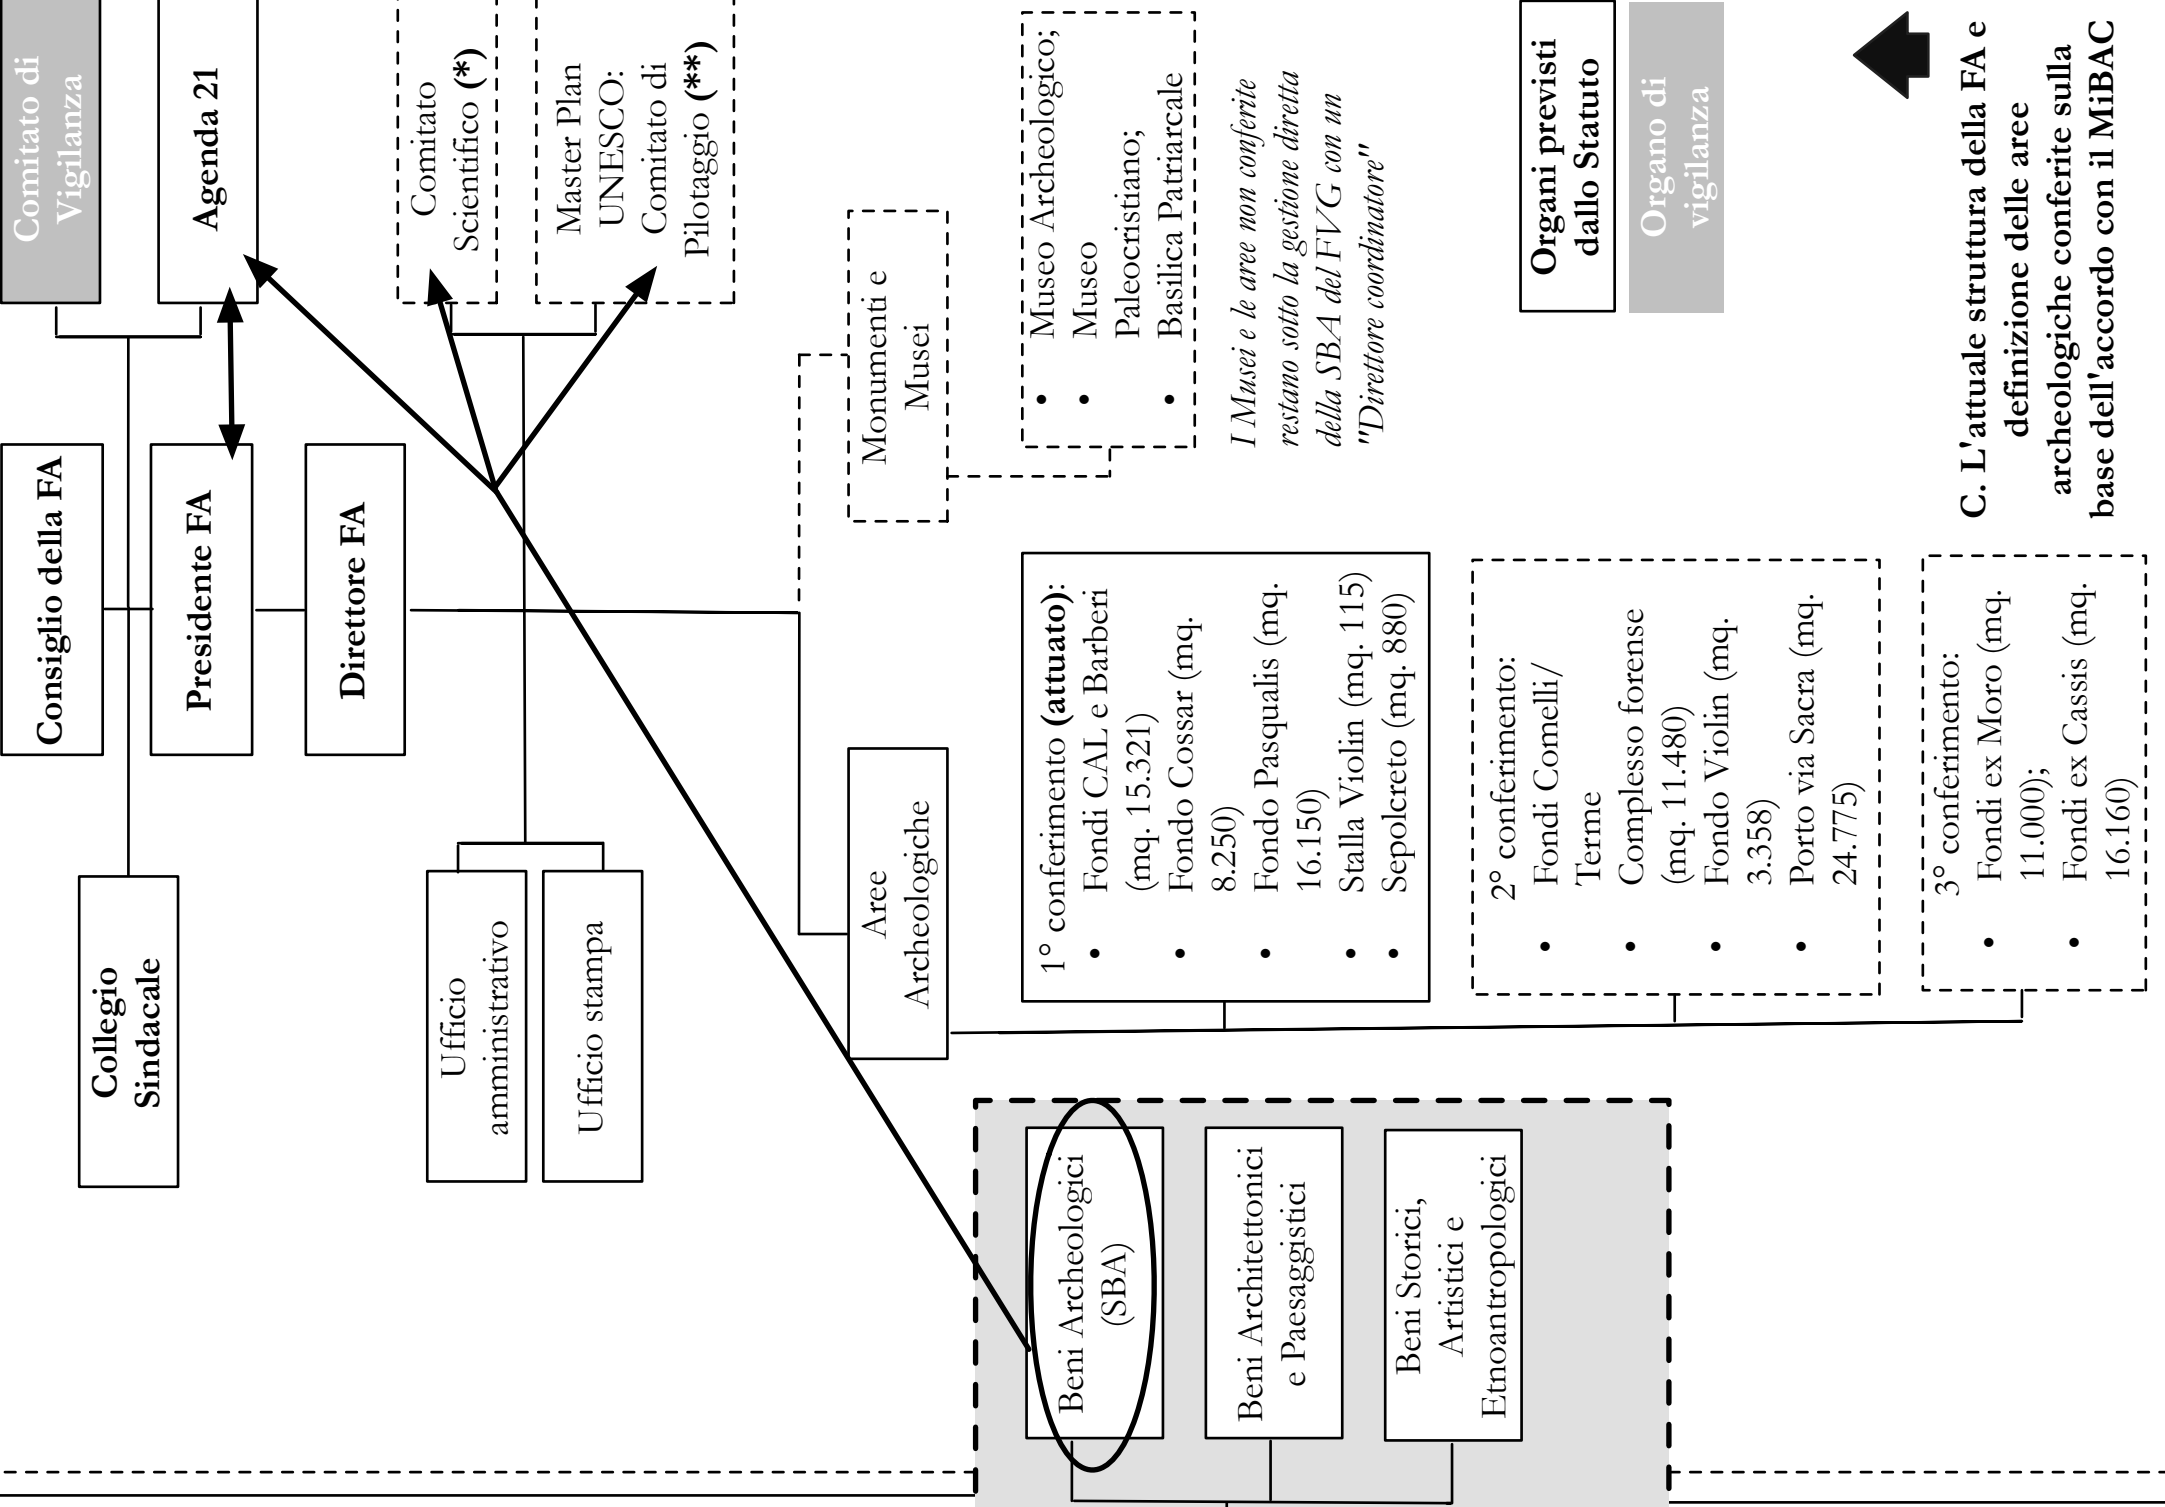 Comitato di
Vigilanza
Agenda 21
Comitato
Scientifico (*)
Master Plan
UNESCO:
Comitato di
Pilotaggio (**)
Consiglio della FA
Presidente FA
Direttore FA
Collegio
Sindacale
Ufficio
amministrativo
Ufficio stampa
Monumenti e
Musei
• Museo Archeologico;
• Museo
Paleocristiano;
• Basilica Patriarcale
I Musei e le aree non conferite
restano sotto la gestione diretta
della SBA del FVG con un
"Direttore coordinatore"
Aree
Archeologiche
1° conferimento (attuato):
• Fondi CAL e Barberi
(mq. 15.321)
• Fondo Cossar (mq.
8.250)
• Fondo Pasqualis (mq.
16.150)
• Stalla Violin (mq. 115)
• Sepolcreto (mq. 880)
2° conferimento:
• Fondi Comelli/
Terme
• Complesso forense
(mq. 11.480)
• Fondo Violin (mq.
3.358)
• Porto via Sacra (mq.
24.775)
3° conferimento:
• Fondi ex Moro (mq.
11.000);
• Fondi ex Cassis (mq.
16.160)
Beni Archeologici
(SBA)
Beni Architettonici
e Paesaggistici
Beni Storici,
Artistici e
Etnoantropologici
Organi previsti
dallo Statuto
Organo di
vigilanza
C. L'attuale strutura della FA e
definizione delle aree
archeologiche conferite sulla
base dell'accordo con il MiBAC